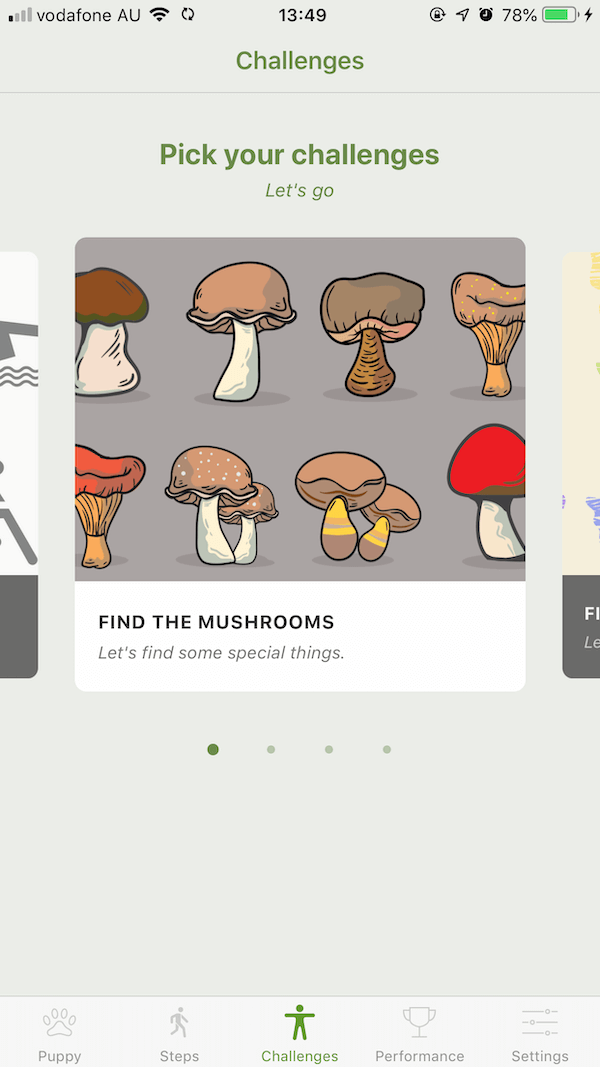 vodafone AU 13:49 78%
Challenges
Pick your challenges
Let's go
FIND THE MUSHROOMS
Let's find some special things.
FI
Le
Puppy Steps Challenges Performance Settings